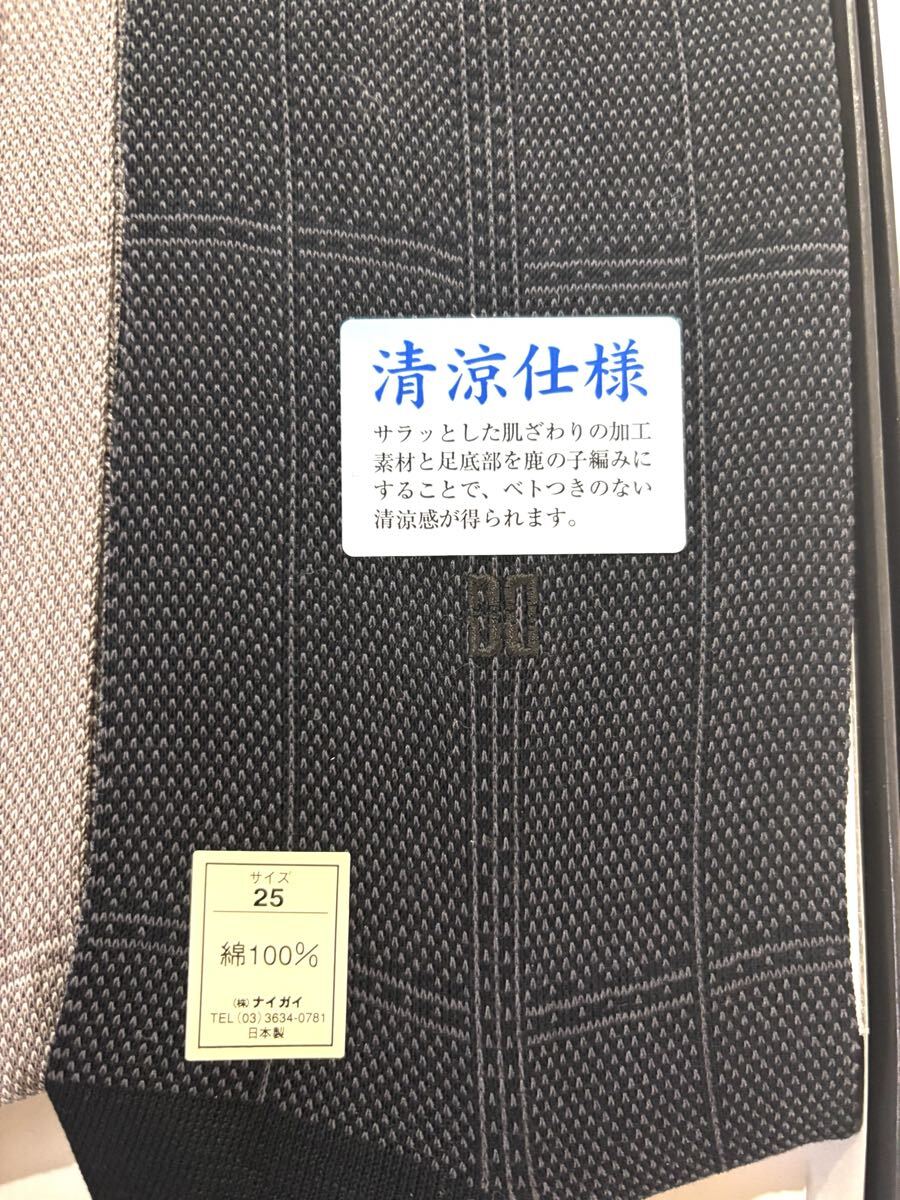 清涼仕様
サラッとした肌ざわりの加工
素材と足底部を鹿の子編みに
することで、ベトつきのない
清涼感が得られます。
サイズ
25
綿100%
(株)ナイガイ
TEL(03)3634-0781
日本製